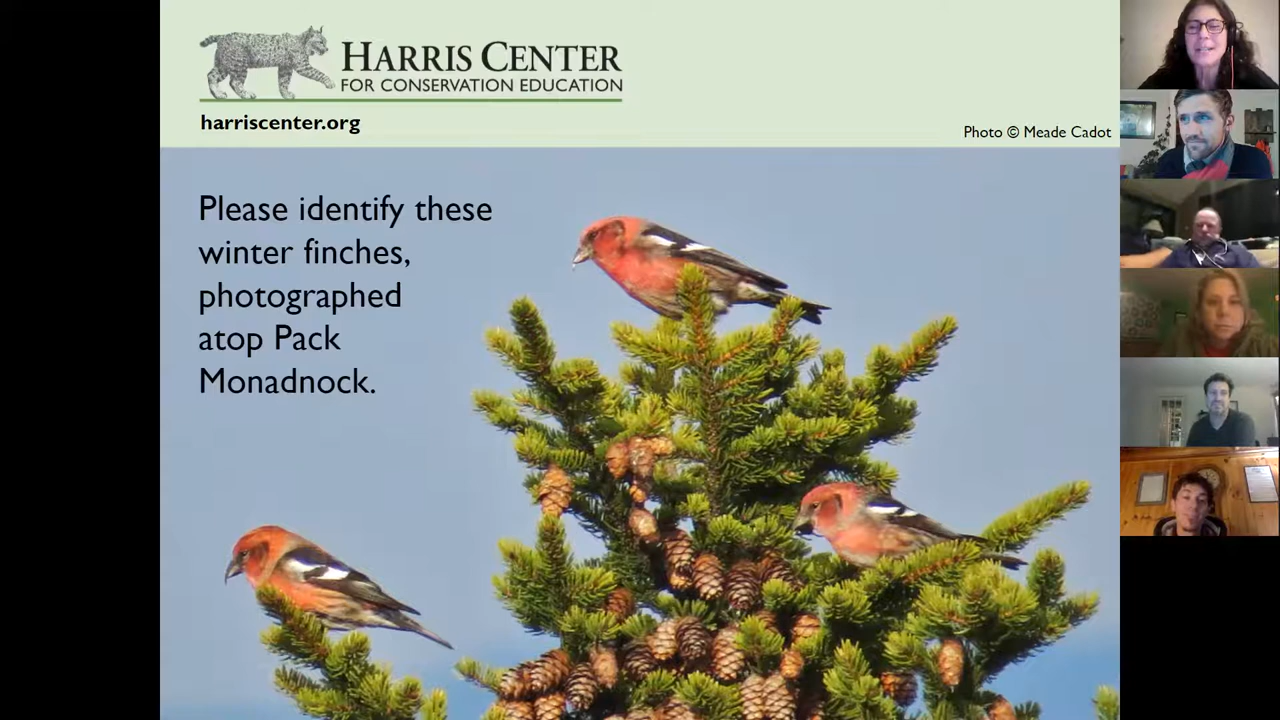 HARRIS CENTER
FOR CONSERVATION EDUCATION
harriscenter.org
Photo © Meade Cadot
Please identify these
winter finches,
photographed
atop Pack
Monadnock.